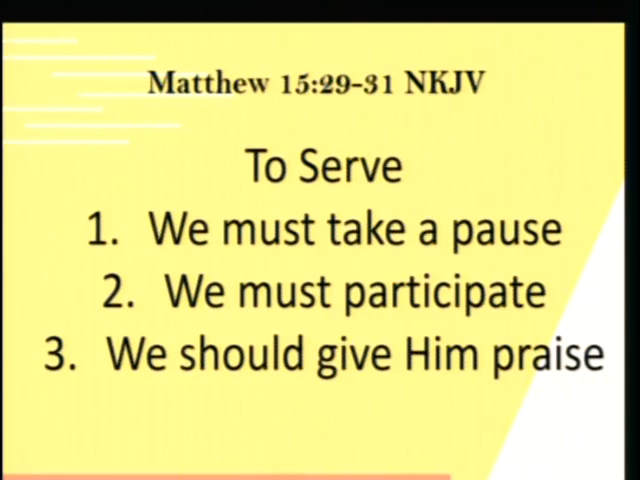 Matthew 15:29-31 NKJV
To Serve
1. We must take a pause
2. We must participate
3. We should give Him praise